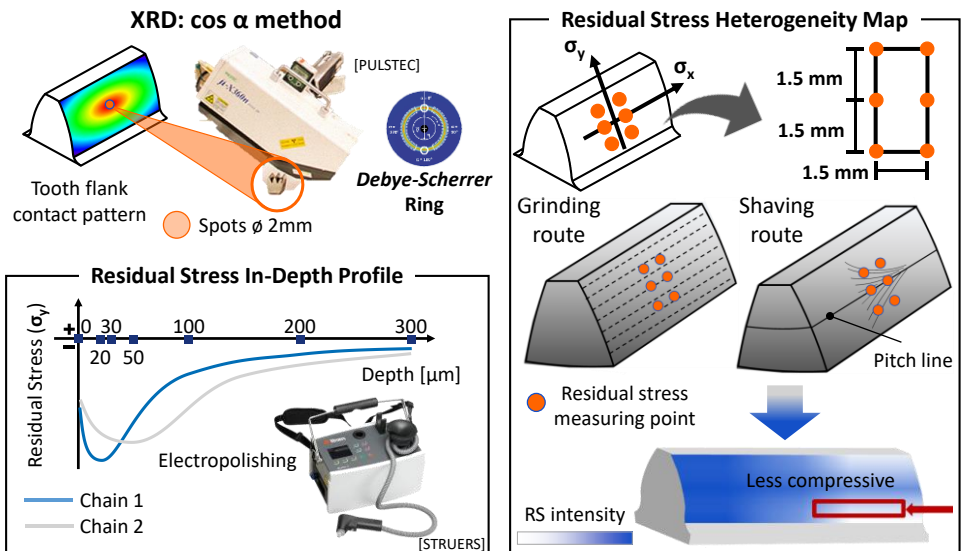 XRD: cos α method
[PULSTEC]
μ-X360n
Tooth flank
contact pattern
Spots ø 2mm
Debye-Scherrer
Ring
Residual Stress In-Depth Profile
Residual Stress (σy)
+
−
0 30 100 200 300
20 50
Depth [μm]
Electropolishing
Chain 1
Chain 2
[STRUERS]
Residual Stress Heterogeneity Map
σy
σx
1.5 mm
1.5 mm
1.5 mm
Grinding
route
Shaving
route
Pitch line
Residual stress
measuring point
Less compressive
RS intensity